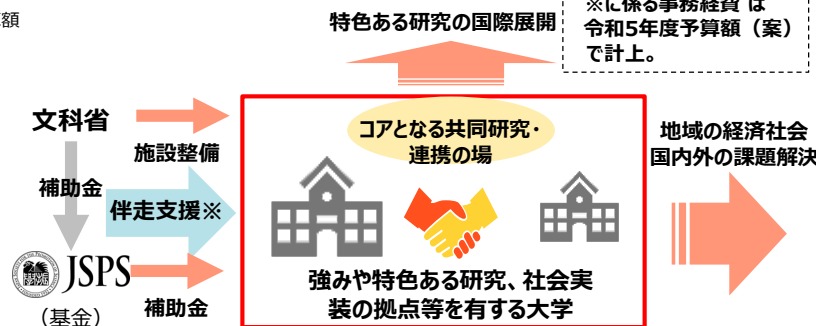 額
特色ある研究の国際展開
※に係る事務経費 は
令和5年度予算額（案）
で計上。
文科省
施設整備
コアとなる共同研究・
連携の場
地域の経済社会
国内外の課題解決
補助金
伴走支援※
JSPS
（基金）
補助金
強みや特色ある研究、社会実
装の拠点等を有する大学